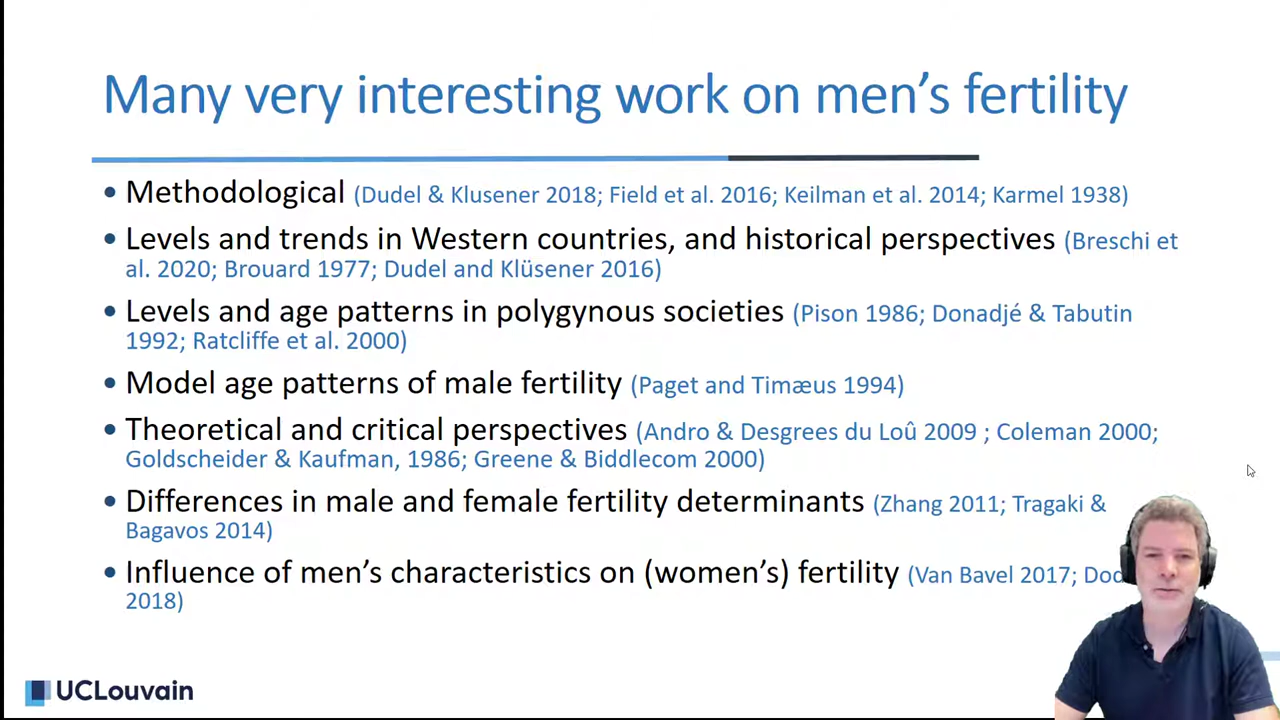 Many very interesting work on men's fertility
• Methodological (Dudel & Klusener 2018; Field et al. 2016; Keilman et al. 2014; Karmel 1938)
• Levels and trends in Western countries, and historical perspectives (Breschi et
al. 2020; Brouard 1977; Dudel and Klüsener 2016)
• Levels and age patterns in polygynous societies (Pison 1986; Donadjé & Tabutin
1992; Ratcliffe et al. 2000)
• Model age patterns of male fertility (Paget and Timæus 1994)
• Theoretical and critical perspectives (Andro & Desgrees du Loû 2009 ; Coleman 2000;
Goldscheider & Kaufman, 1986; Greene & Biddlecom 2000)
• Differences in male and female fertility determinants (Zhang 2011; Tragaki &
Bagavos 2014)
• Influence of men's characteristics on (women's) fertility (Van Bavel 2017;
2018)
UCLouvain